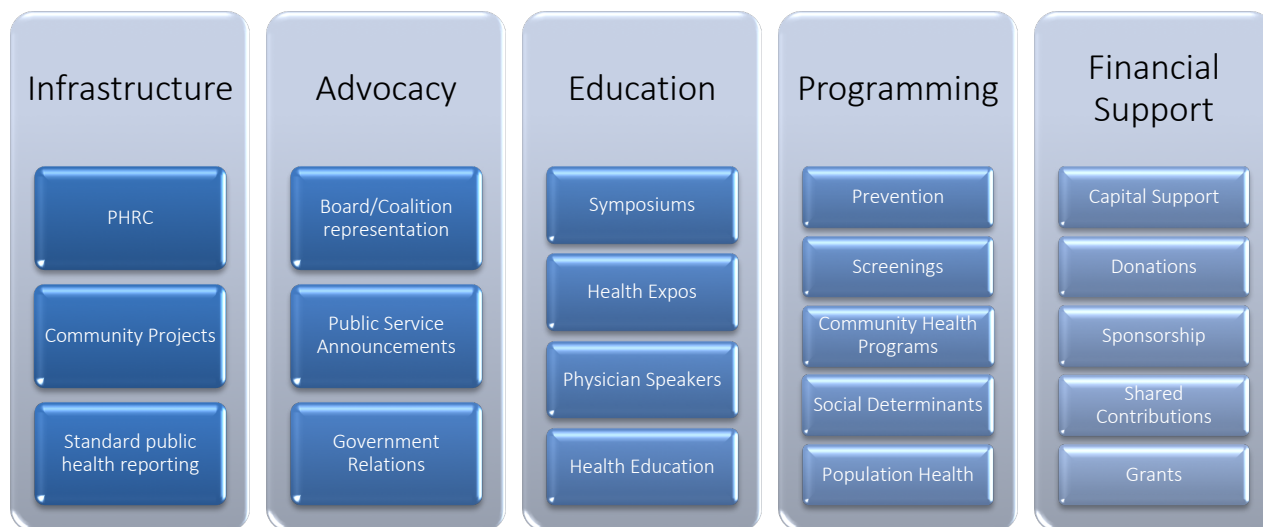 Infrastructure
PHRC
Community Projects
Standard public
health reporting
Advocacy
Board/Coalition
representation
Public Service
Announcements
Government
Relations
Education
Symposiums
Health Expos
Physician Speakers
Health Education
Programming
Prevention
Screenings
Community Health
Programs
Social Determinants
Population Health
Financial
Support
Capital Support
Donations
Sponsorship
Shared
Contributions
Grants